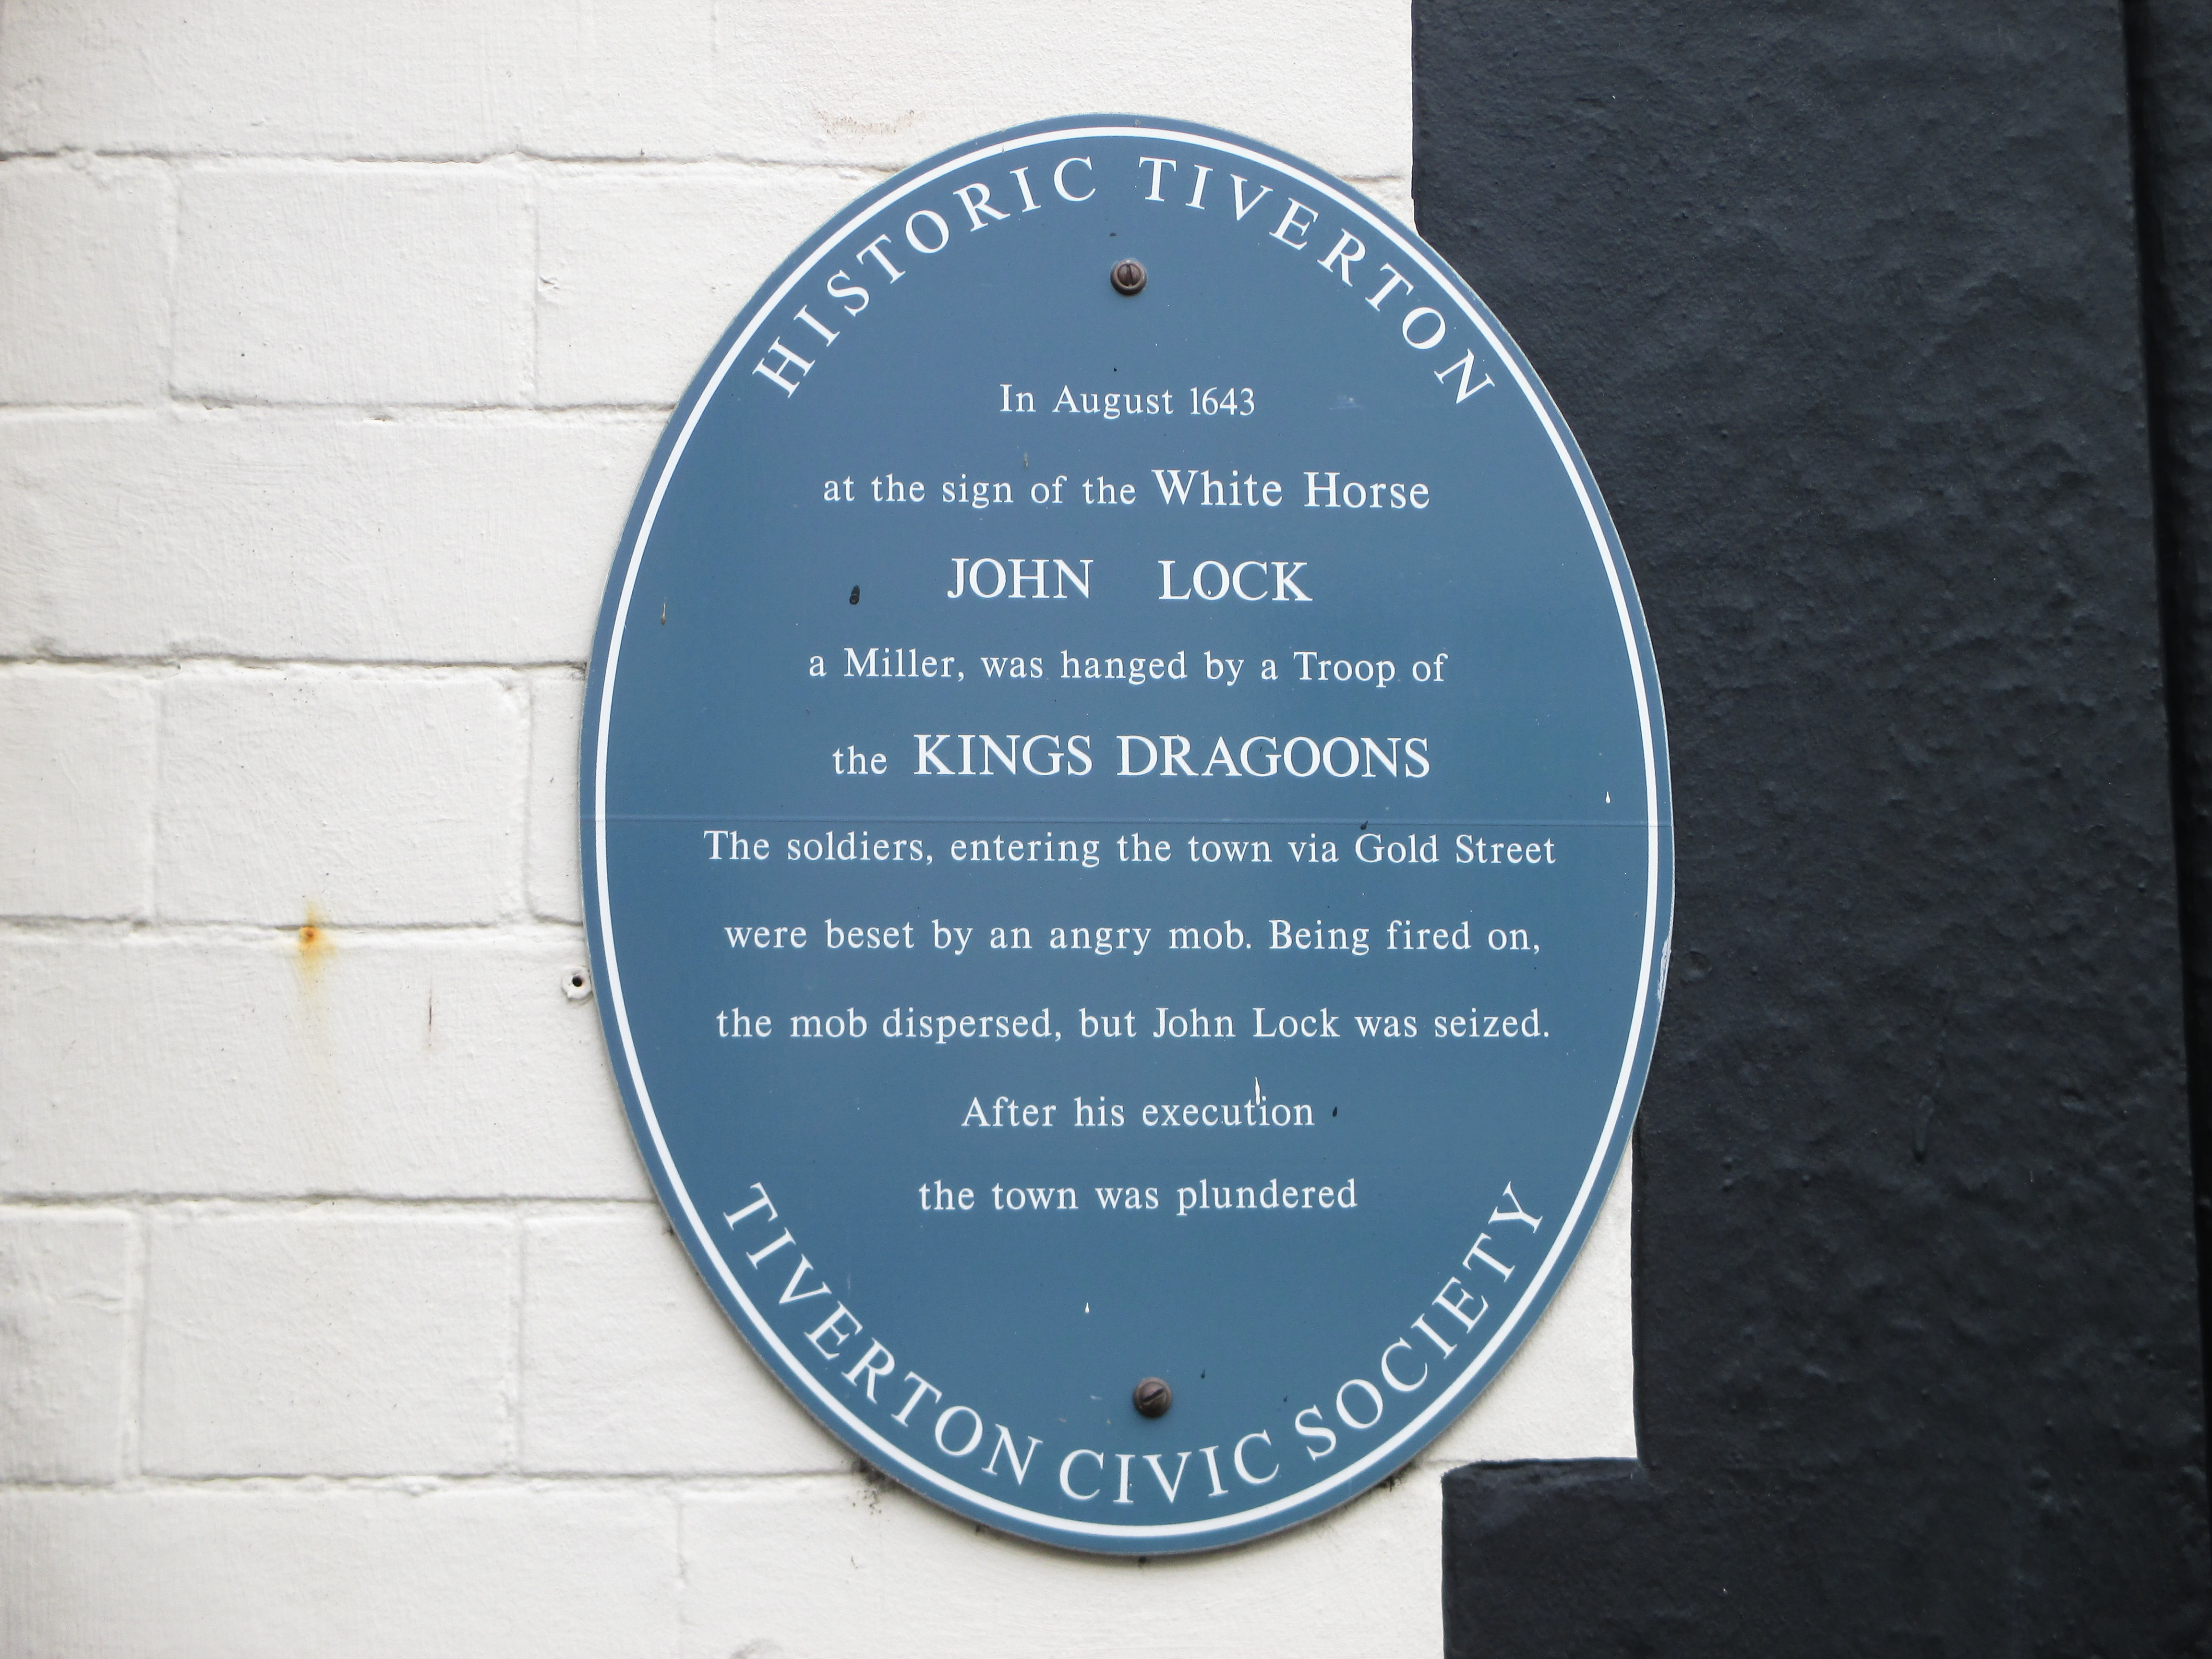 HISTORIC TIVERTON
In August 1643
at the sign of the White Horse
JOHN LOCK
a Miller, was hanged by a Troop of
the KINGS DRAGOONS
The soldiers, entering the town via Gold Street
were beset by an angry mob. Being fired on,
the mob dispersed, but John Lock was seized.
After his execution
the town was plundered
TIVERTON CIVIC SOCIETY